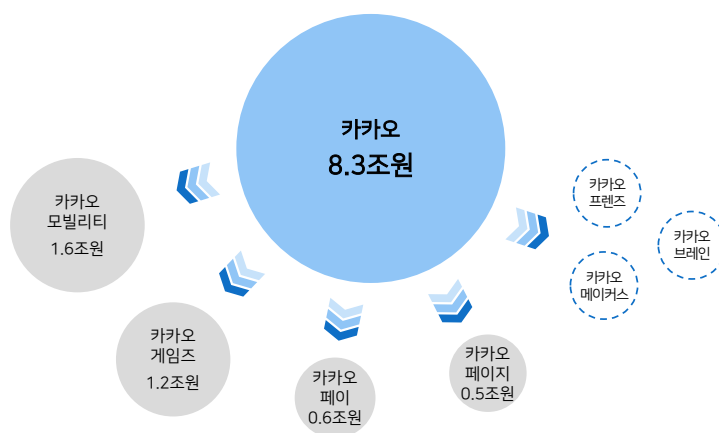 카카오
8.3조원
카카오
모빌리티
1.6조원
카카오
게임즈
1.2조원
카카오
페이
0.6조원
카카오
페이지
0.5조원
카카오
프렌즈
카카오
브레인
카카오
메이커스